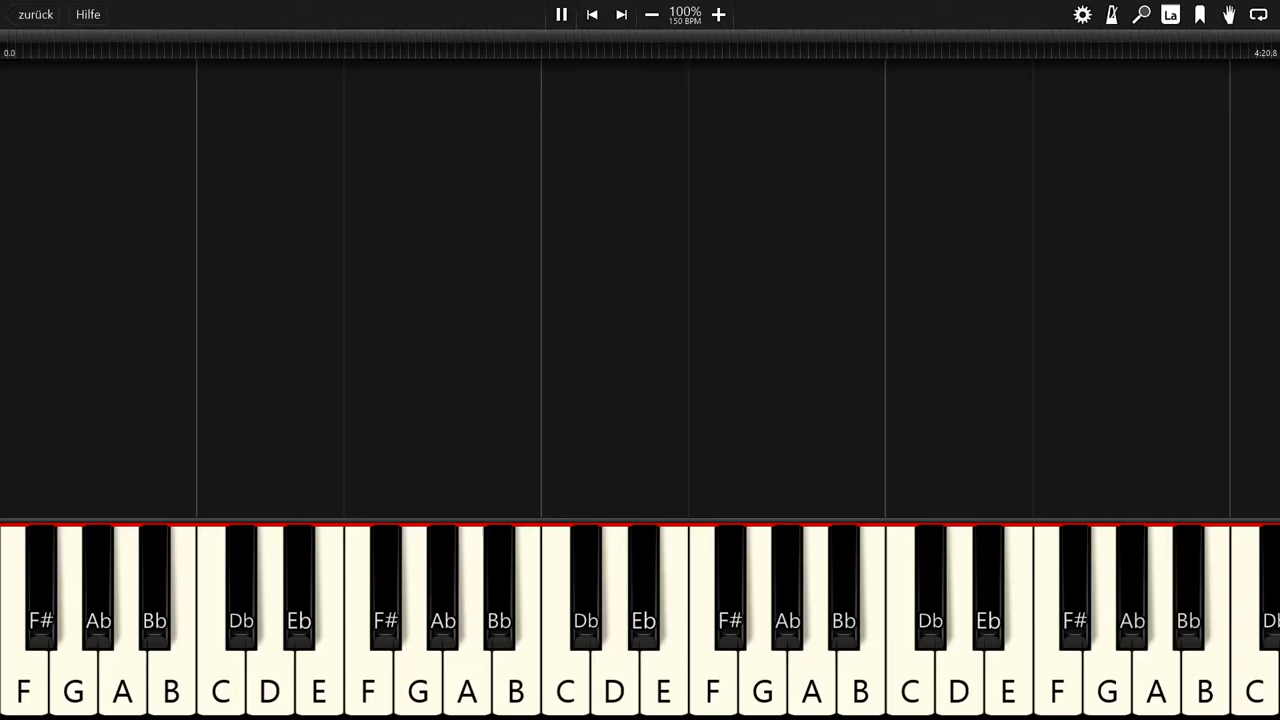 zurück Hilfe 100% La
150 BPM
0.0 4:20,8
F# Ab Bb Db Eb F# Ab Bb Db Eb F# Ab Bb Db Eb F# Ab Bb
F G A B C D E F G A B C D E F G A B C D E F G A B C